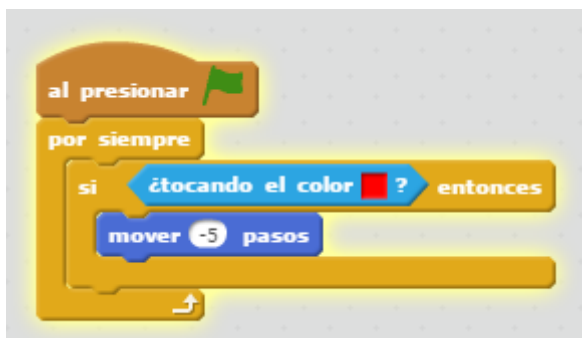 al presionar
por siempre
si ¿tocando el color ? entonces
mover -5 pasos